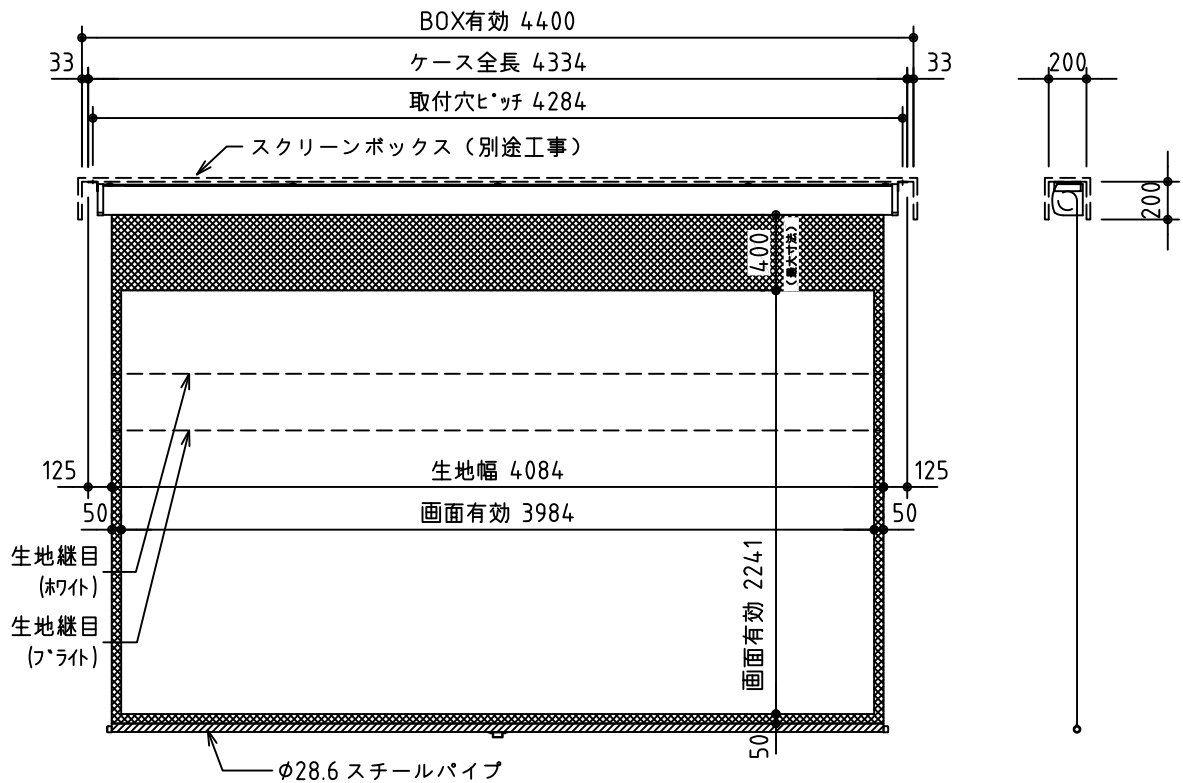 BOX有効 4400
33
ケース全長 4334
33
200
取付穴ピッチ 4284
スクリーンボックス（別途工事）
200
400
（最大寸法）
125
生地幅 4084
125
50
画面有効 3984
50
生地継目
(ホワイト)
画面有効 2241
生地継目
(ブライト)
50
φ28.6 スチールパイプ